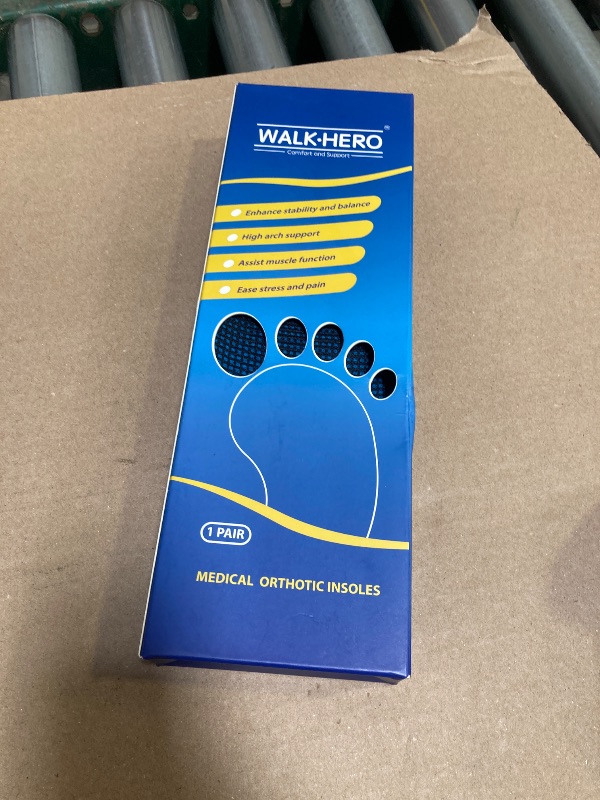 WALK·HERO®
Comfort and Support
Enhance stability and balance
High arch support
Assist muscle function
Ease stress and pain
1 PAIR
MEDICAL ORTHOTIC INSOLES